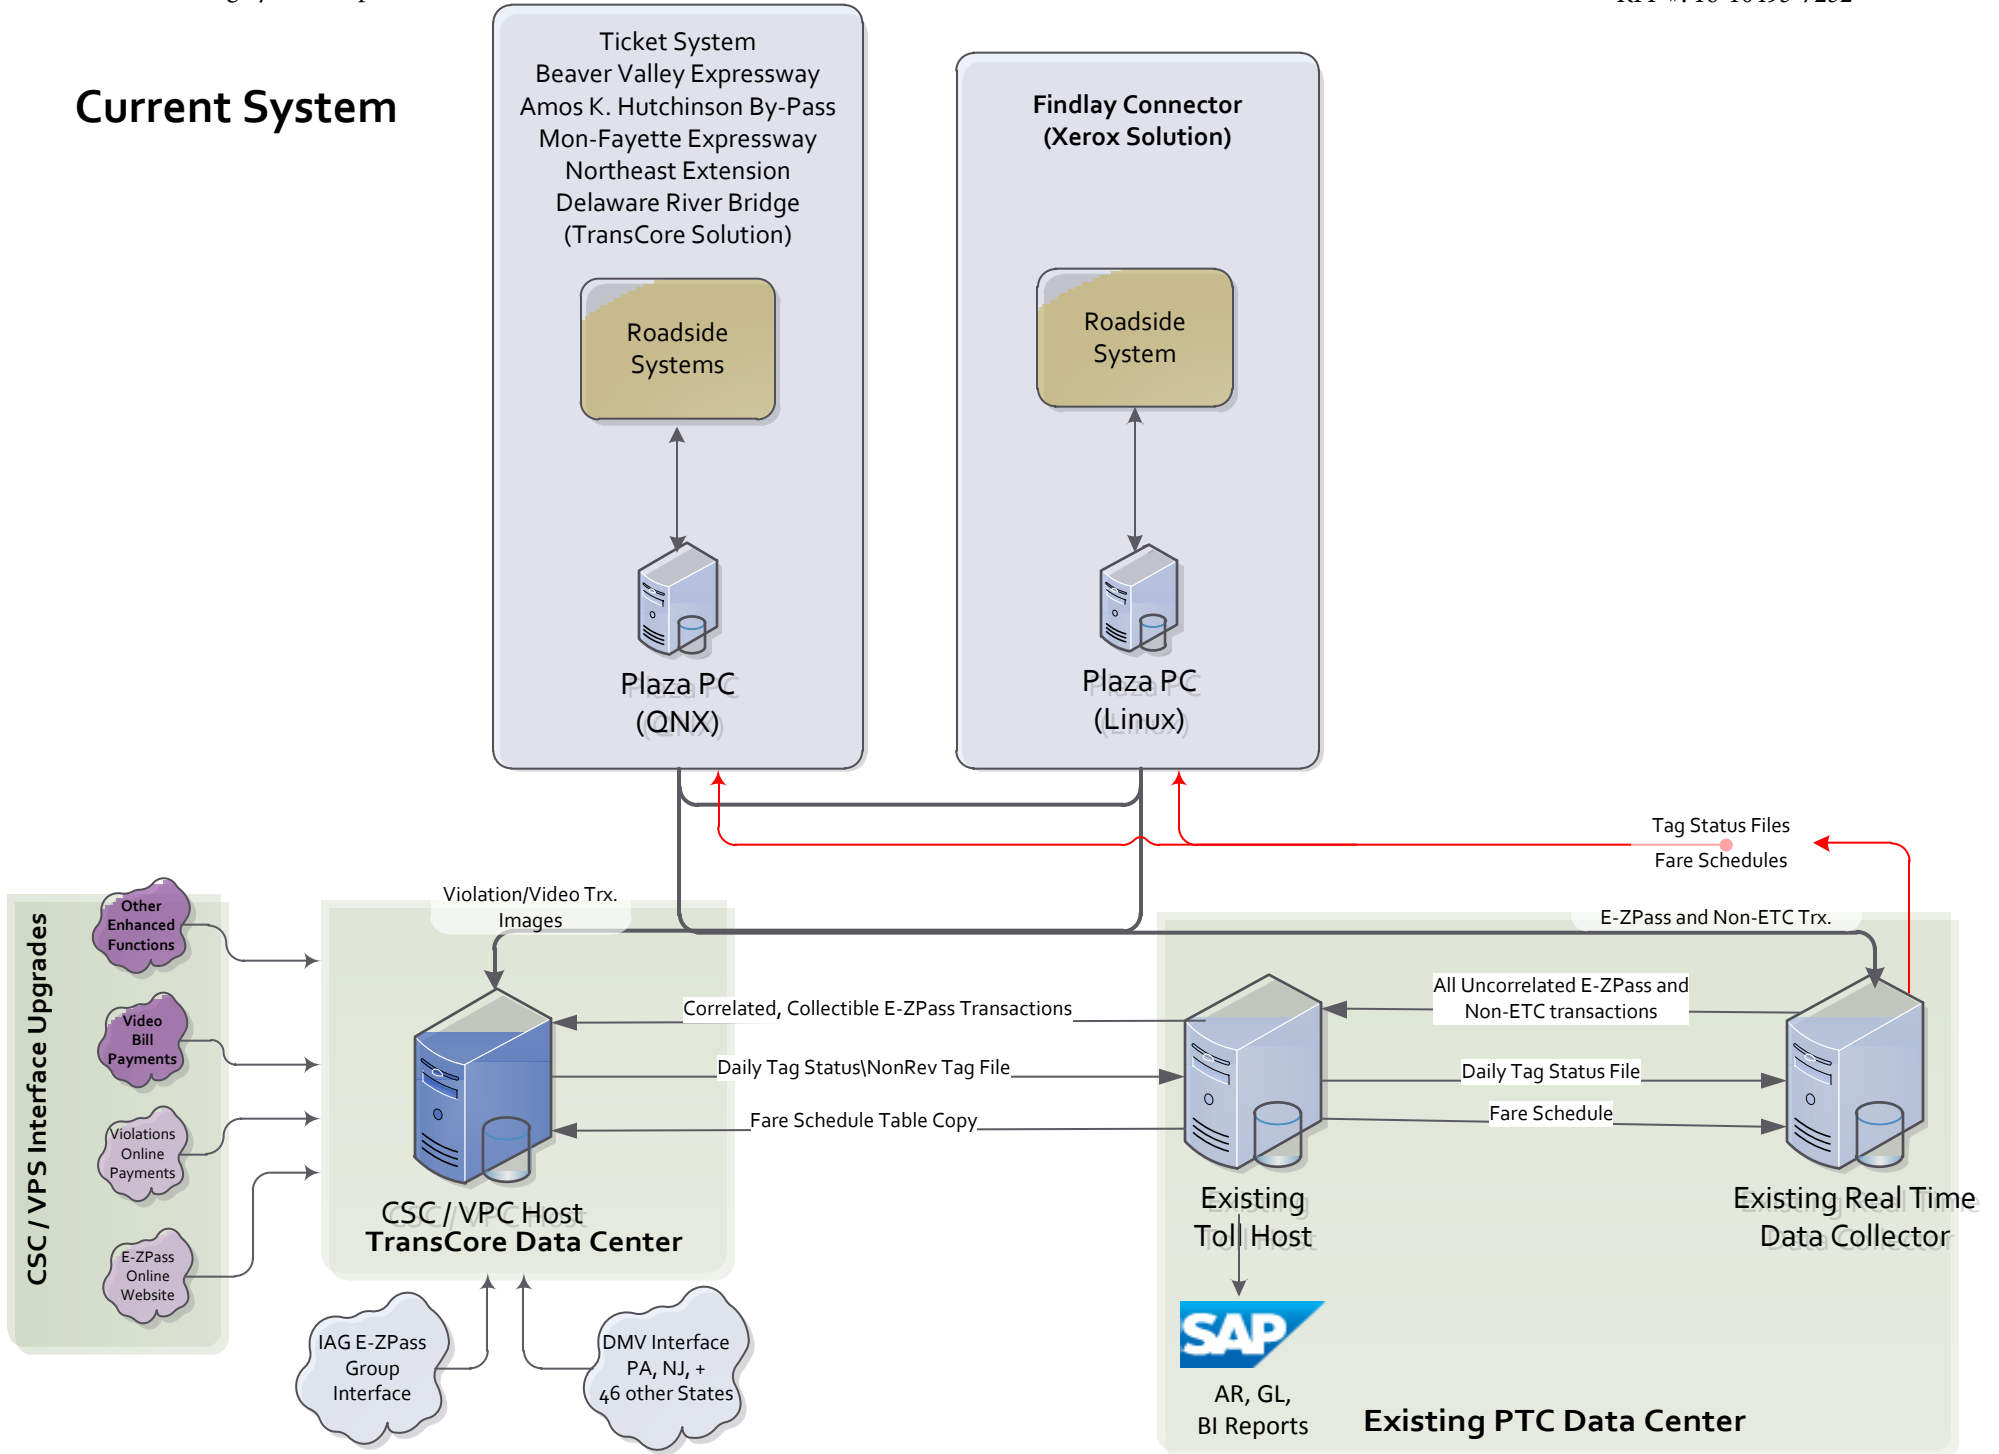 Current System
Ticket System
Beaver Valley Expressway
Amos K. Hutchinson By-Pass
Mon-Fayette Expressway
Northeast Extension
Delaware River Bridge
(TransCore Solution)
Roadside
Systems
Plaza PC
(QNX)
Findlay Connector
(Xerox Solution)
Roadside
System
Plaza PC
(Linux)
Tag Status Files
Fare Schedules
CSC / VPS Interface Upgrades
Other
Enhanced
Functions
Video
Bill
Payments
Violations
Online
Payments
E-ZPass
Online
Website
Violation/Video Trx.
Images
E-ZPass and Non-ETC Trx.
Correlated, Collectible E-ZPass Transactions
Daily Tag Status\NonRev Tag File
Fare Schedule Table Copy
All Uncorrelated E-ZPass and
Non-ETC transactions
Daily Tag Status File
Fare Schedule
CSC / VPC Host
TransCore Data Center
Existing
Toll Host
Existing Real Time
Data Collector
IAG E-ZPass
Group
Interface
DMV Interface
PA, NJ, +
46 other States
SAP
AR, GL,
BI Reports
Existing PTC Data Center